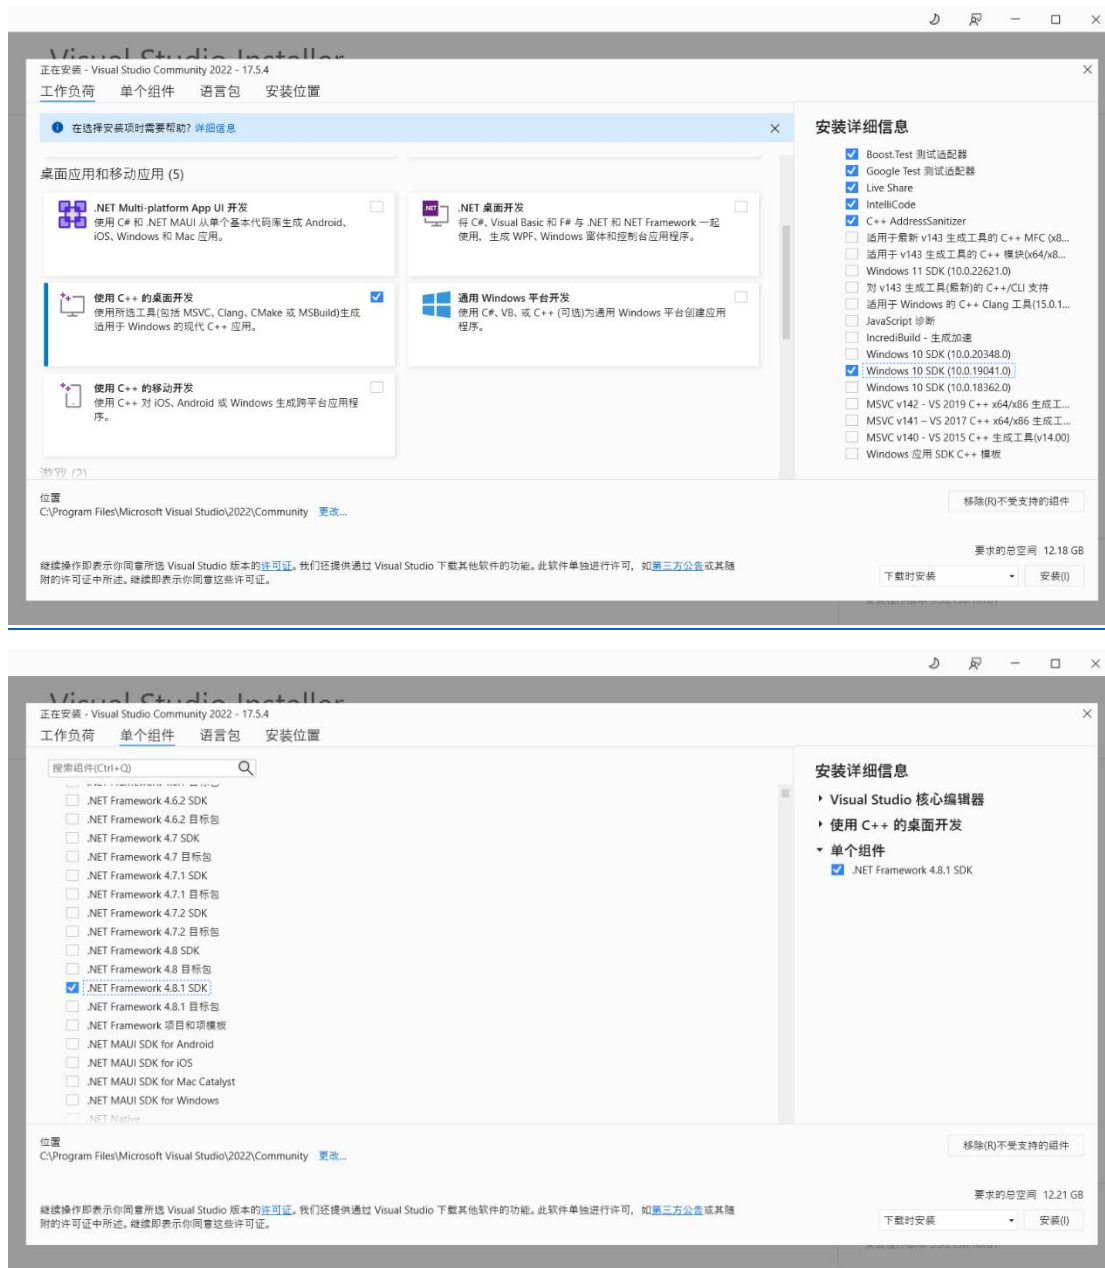 Visual Studio Installer
正在安装 - Visual Studio Community 2022 - 17.5.4
工作负荷 单个组件 语言包 安装位置
在选择安装项时需要帮助? 详细信息
桌面应用和移动应用 (5)
.NET Multi-platform App UI 开发
使用 C# 和 .NET MAUI 从单个基本代码库生成 Android、
iOS、Windows 和 Mac 应用。
.NET 桌面开发
将 C#、Visual Basic 和 F# 与 .NET 和 .NET Framework 一起
使用，生成 WPF、Windows 窗体和控制台应用程序。
使用 C++ 的桌面开发
使用所选工具(包括 MSVC、Clang、CMake 或 MSBuild)生成
适用于 Windows 的现代 C++ 应用。
通用 Windows 平台开发
使用 C#、VB、或 C++ (可选)为通用 Windows 平台创建应用
程序。
使用 C++ 的移动开发
使用 C++ 对 iOS、Android 或 Windows 生成跨平台应用程
序。
游戏 (2)
安装详细信息
Boost.Test 测试适配器
Google Test 测试适配器
Live Share
IntelliCode
C++ AddressSanitizer
适用于最新 v143 生成工具的 C++ MFC (x8...
适用于 v143 生成工具的 C++ 模块(x64/x8...
Windows 11 SDK (10.0.22621.0)
对 v143 生成工具(最新)的 C++/CLI 支持
适用于 Windows 的 C++ Clang 工具(15.0.1...
JavaScript 诊断
IncrediBuild - 生成加速
Windows 10 SDK (10.0.20348.0)
Windows 10 SDK (10.0.19041.0)
Windows 10 SDK (10.0.18362.0)
MSVC v142 - VS 2019 C++ x64/x86 生成工...
MSVC v141 – VS 2017 C++ x64/x86 生成工...
MSVC v140 - VS 2015 C++ 生成工具(v14.00)
Windows 应用 SDK C++ 模板
位置
C:\Program Files\Microsoft Visual Studio\2022\Community 更改...
移除(R)不受支持的组件
要求的总空间 12.18 GB
继续操作即表示你同意所选 Visual Studio 版本的许可证。我们还提供通过 Visual Studio 下载其他软件的功能。此软件单独进行许可，如第三方公告或其随
附的许可证中所述。继续即表示你同意这些许可证。
下载时安装 安装(I)
Visual Studio Installer
正在安装 - Visual Studio Community 2022 - 17.5.4
工作负荷 单个组件 语言包 安装位置
搜索组件(Ctrl+Q)
.NET Framework 4.6.2 SDK
.NET Framework 4.6.2 目标包
.NET Framework 4.7 SDK
.NET Framework 4.7 目标包
.NET Framework 4.7.1 SDK
.NET Framework 4.7.1 目标包
.NET Framework 4.7.2 SDK
.NET Framework 4.7.2 目标包
.NET Framework 4.8 SDK
.NET Framework 4.8 目标包
.NET Framework 4.8.1 SDK
.NET Framework 4.8.1 目标包
.NET Framework 项目和项模板
.NET MAUI SDK for Android
.NET MAUI SDK for iOS
.NET MAUI SDK for Mac Catalyst
.NET MAUI SDK for Windows
.NET Native
安装详细信息
Visual Studio 核心编辑器
使用 C++ 的桌面开发
单个组件
.NET Framework 4.8.1 SDK
位置
C:\Program Files\Microsoft Visual Studio\2022\Community 更改...
移除(R)不受支持的组件
要求的总空间 12.21 GB
继续操作即表示你同意所选 Visual Studio 版本的许可证。我们还提供通过 Visual Studio 下载其他软件的功能。此软件单独进行许可，如第三方公告或其随
附的许可证中所述。继续即表示你同意这些许可证。
下载时安装 安装(I)